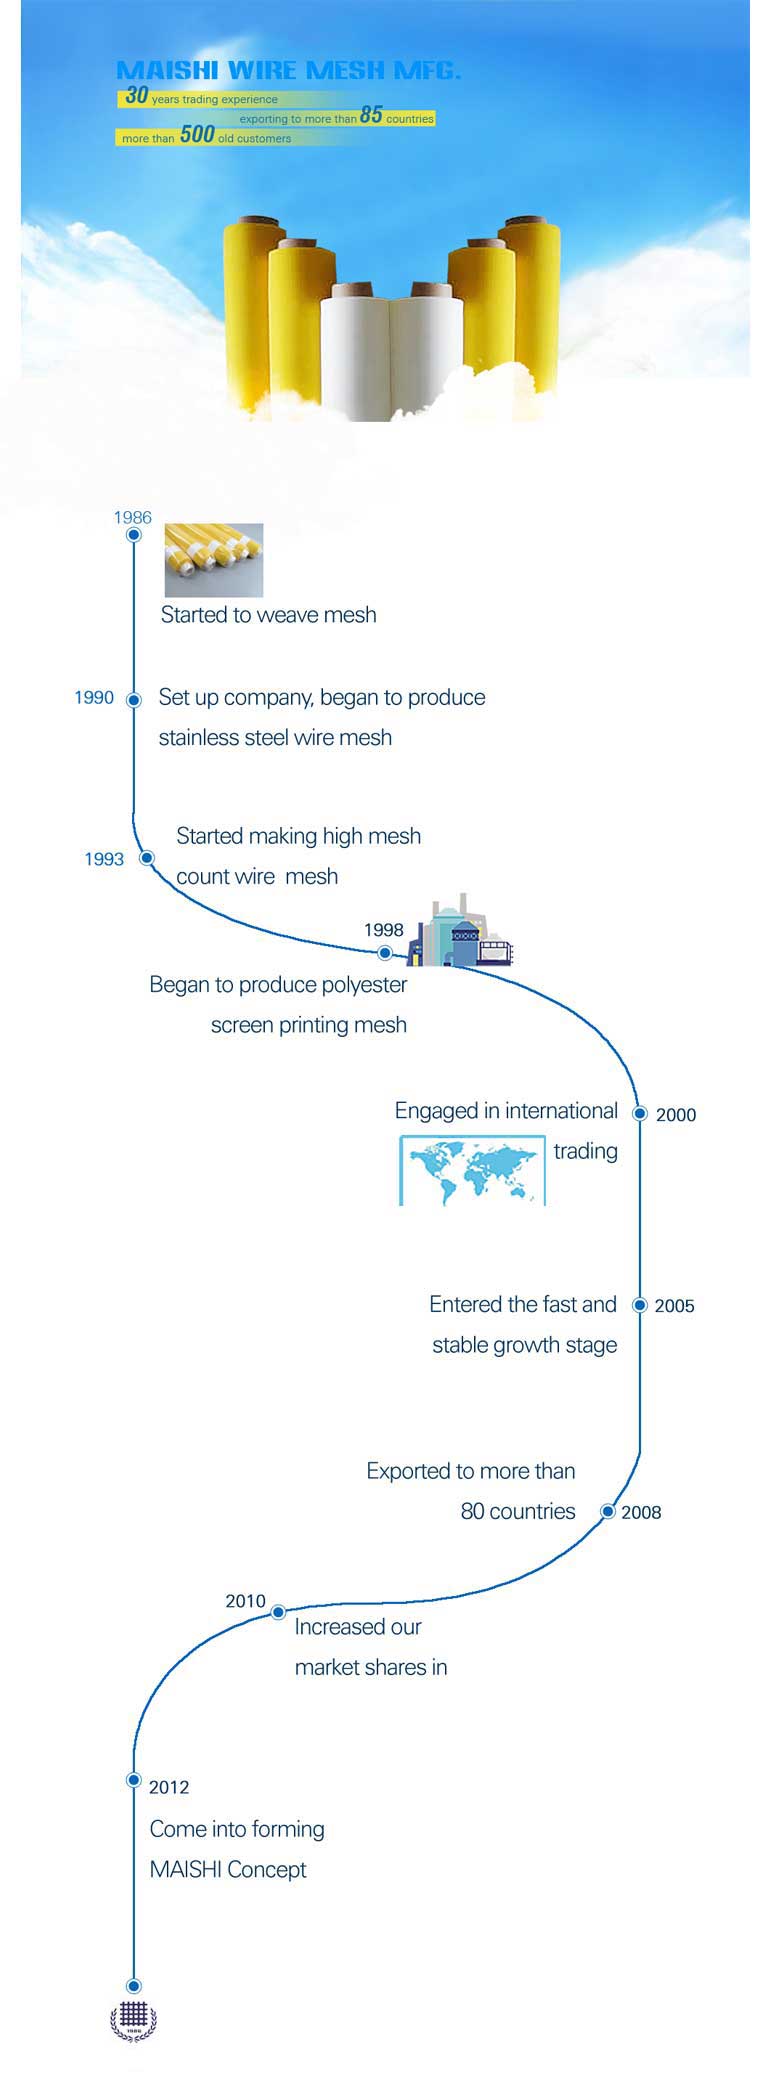 MAISHI WIRE MESH MFG.
30 years trading experience
exporting to more than 85 countries
more than 500 old customers
1986
Started to weave mesh
1990
Set up company, began to produce
stainless steel wire mesh
1993
Started making high mesh
count wire mesh
1998
Began to produce polyester
screen printing mesh
Engaged in international
2000
trading
Entered the fast and
2005
stable growth stage
Exported to more than
80 countries
2008
2010
Increased our
market shares in
2012
Come into forming
MAISHI Concept
1986